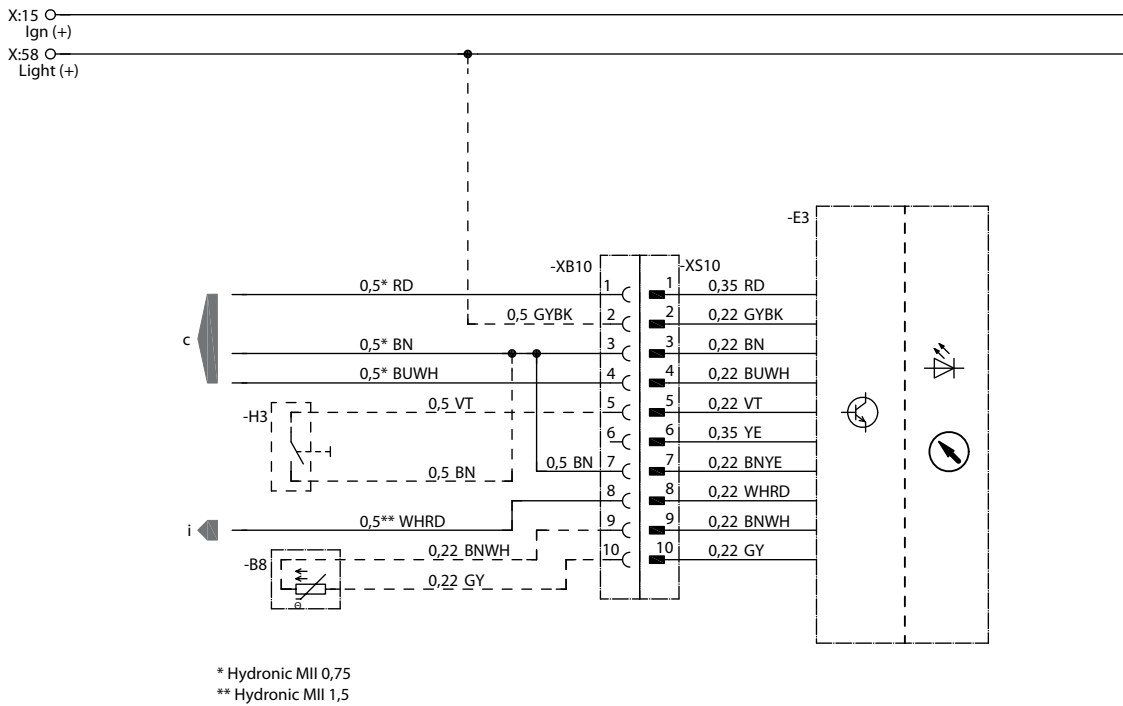 X:15
Ign (+)
X:58
Light (+)
-E3
-XB10
-XS10
0,5* RD
1
1
0,35 RD
0,5 GYBK
2
2
0,22 GYBK
c
0,5* BN
3
3
0,22 BN
0,5* BUWH
4
4
0,22 BUWH
-H3
0,5 VT
5
5
0,22 VT
6
6
0,35 YE
0,5 BN
0,5 BN
7
7
0,22 BNYE
8
8
0,22 WHRD
i
0,5** WHRD
9
9
0,22 BNWH
-B8
0,22 BNWH
10
10
0,22 GY
0,22 GY
Θ
* Hydronic MII 0,75
** Hydronic MII 1,5